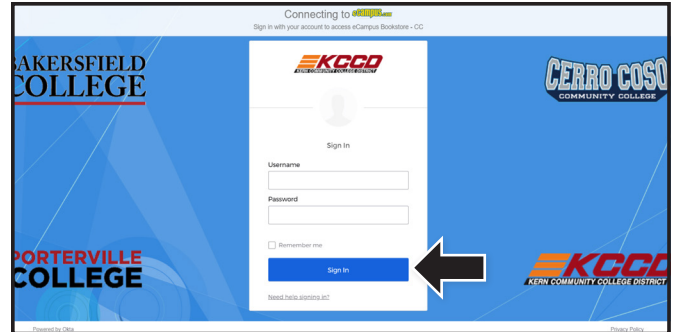 Connecting to eCampus.com
Sign in with your account to access eCampus Bookstore - CC
BAKERSFIELD
COLLEGE
KCCD
KERN COMMUNITY COLLEGE DISTRICT
CERRO COSO
COMMUNITY COLLEGE
Sign In
Username
Password
Remember me
Sign In
Need help signing in?
PORTERVILLE
COLLEGE
KCCD
KERN COMMUNITY COLLEGE DISTRICT
Powered by Okta
Privacy Policy